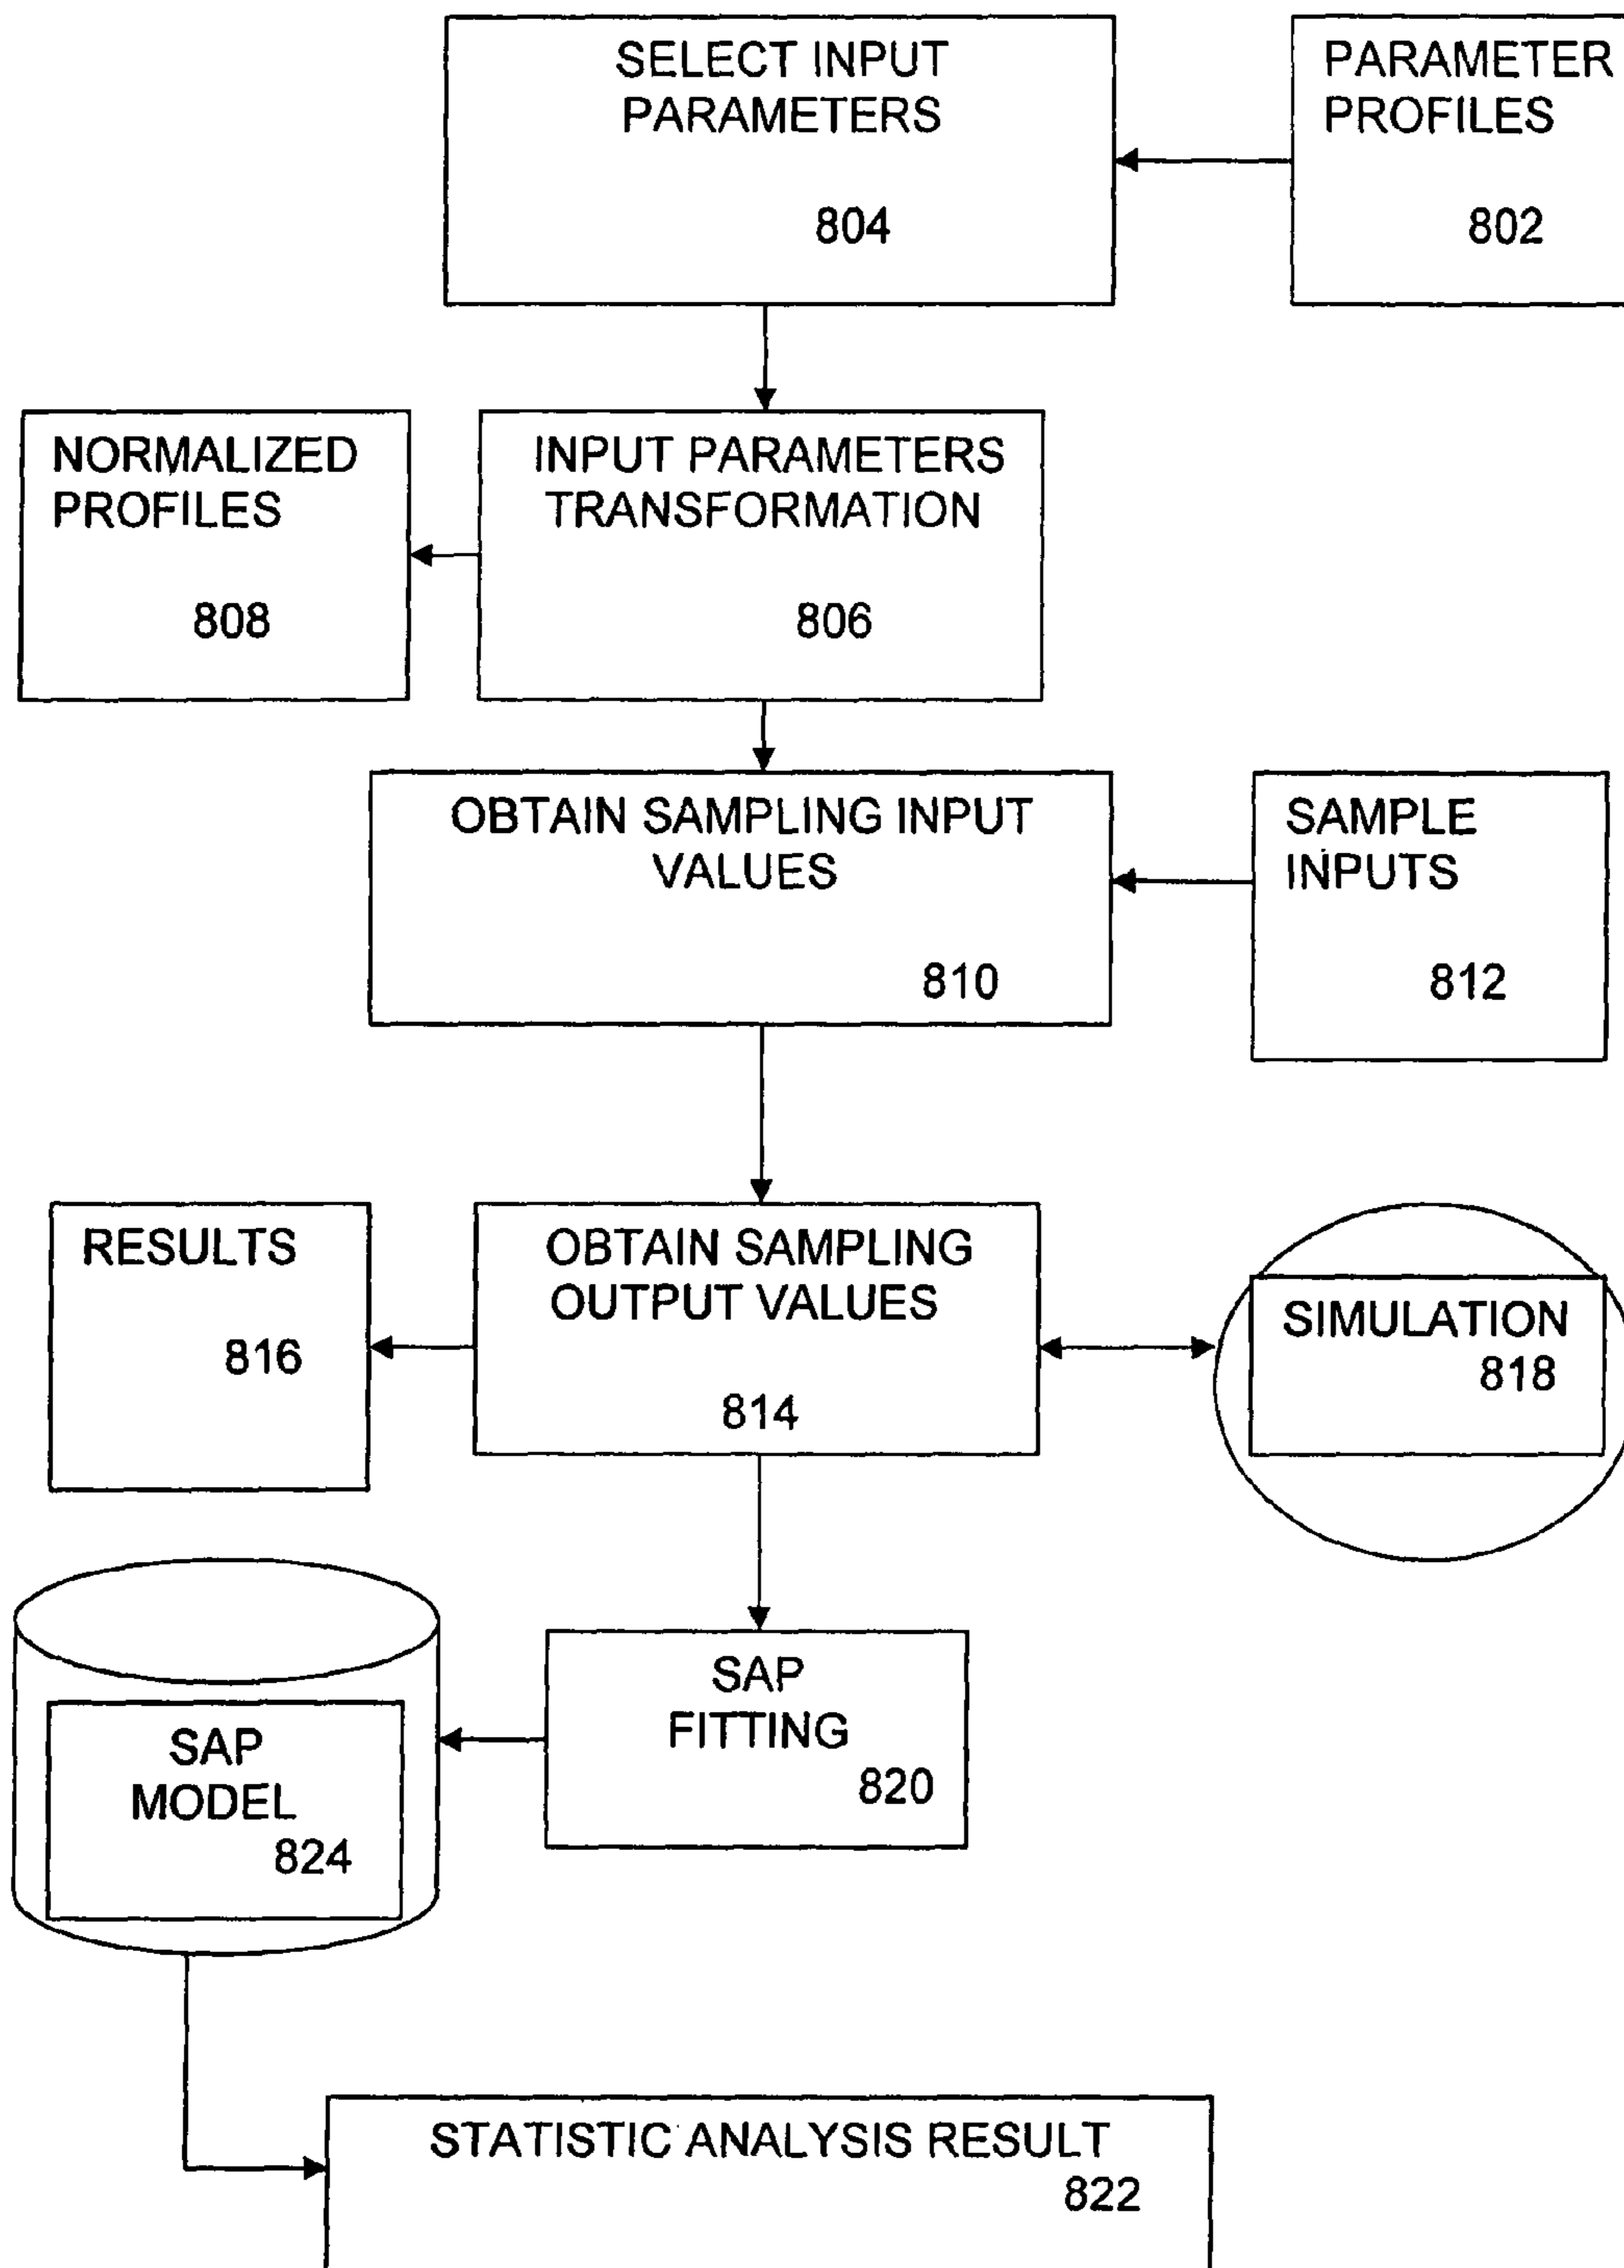 SELECT INPUT
PARAMETERS
804
PARAMETER
PROFILES
802
NORMALIZED
PROFILES
808
INPUT PARAMETERS
TRANSFORMATION
806
OBTAIN SAMPLING INPUT
VALUES
810
SAMPLE
INPUTS
812
RESULTS
816
OBTAIN SAMPLING
OUTPUT VALUES
814
SIMULATION
818
SAP
FITTING
820
SAP
MODEL
824
STATISTIC ANALYSIS RESULT
822